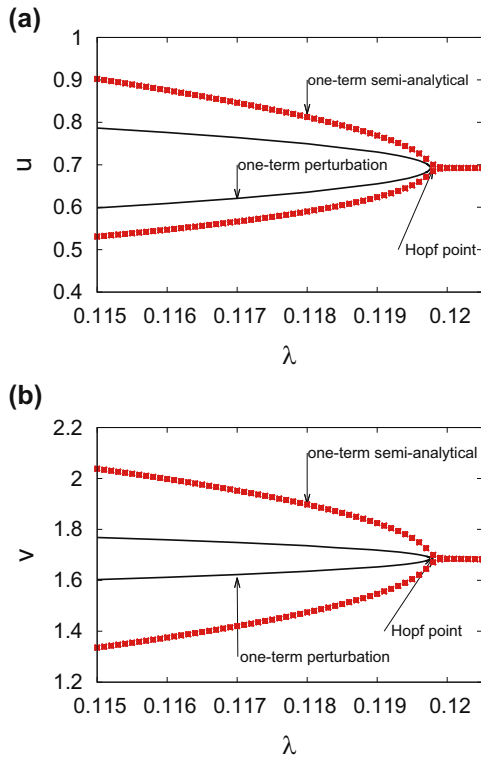 (a)
1
0.9
0.8
0.7
0.6
0.5
0.4
u
one-term semi-analytical
one-term perturbation
Hopf point
0.115 0.116 0.117 0.118 0.119 0.12
λ
(b)
2.2
2
1.8
1.6
1.4
1.2
v
one-term semi-analytical
Hopf point
one-term perturbation
0.115 0.116 0.117 0.118 0.119 0.12
λ